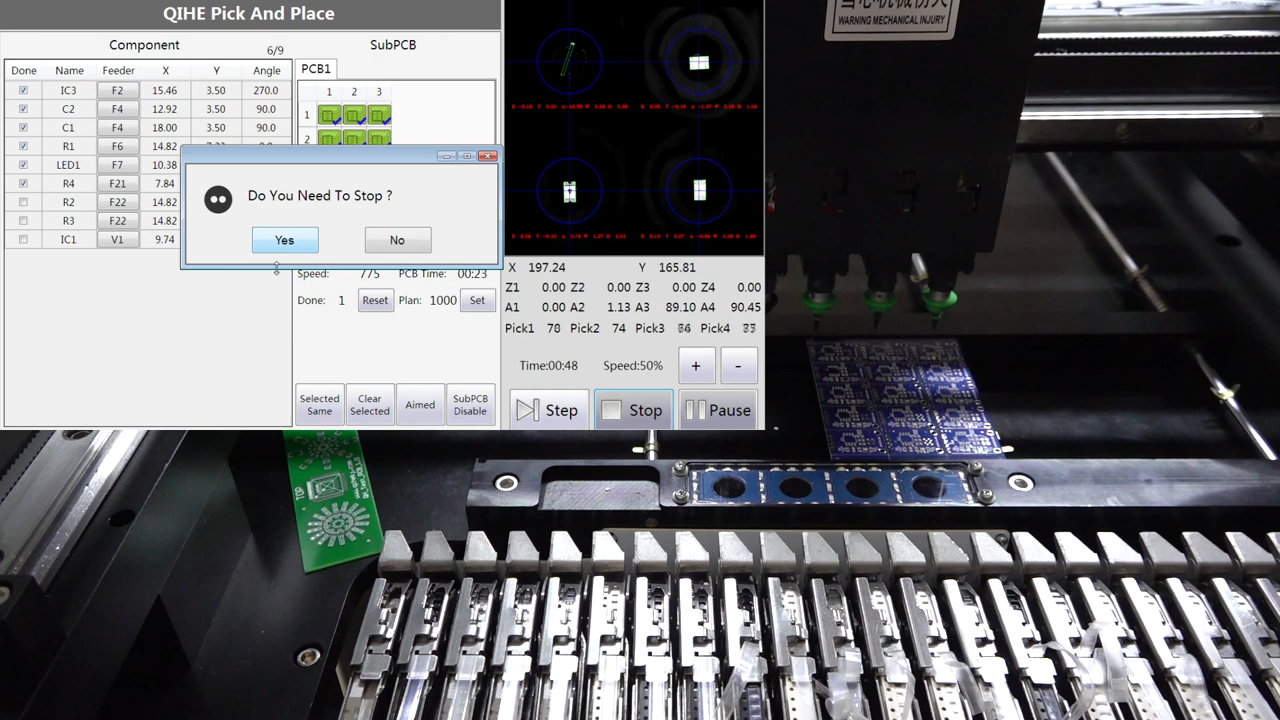 QIHE Pick And Place
Component
6/9
SubPCB
Done Name Feeder X Y Angle
IC3 F2 15.46 3.50 270.0
C2 F4 12.92 3.50 90.0
C1 F4 18.00 3.50 90.0
R1 F6 14.82
LED1 F7 10.38
R4 F21 7.84
R2 F22 14.82
R3 F22 14.82
IC1 V1 9.74
PCB1
1 2 3
1
2
Do You Need To Stop ?
Yes No
Speed: 775 PCB Time: 00:23
Done: 1 Reset Plan: 1000 Set
Selected Same
Clear Selected
Aimed
SubPCB Disable
X 197.24 Y 165.81
Z1 0.00 Z2 0.00 Z3 0.00 Z4 0.00
A1 0.00 A2 1.13 A3 89.10 A4 90.45
Pick1 Pick2 74 Pick3 Pick4
Time:00:48 Speed:50% + -
Step Stop Pause
WARNING MECHANICAL INJURY
TOP